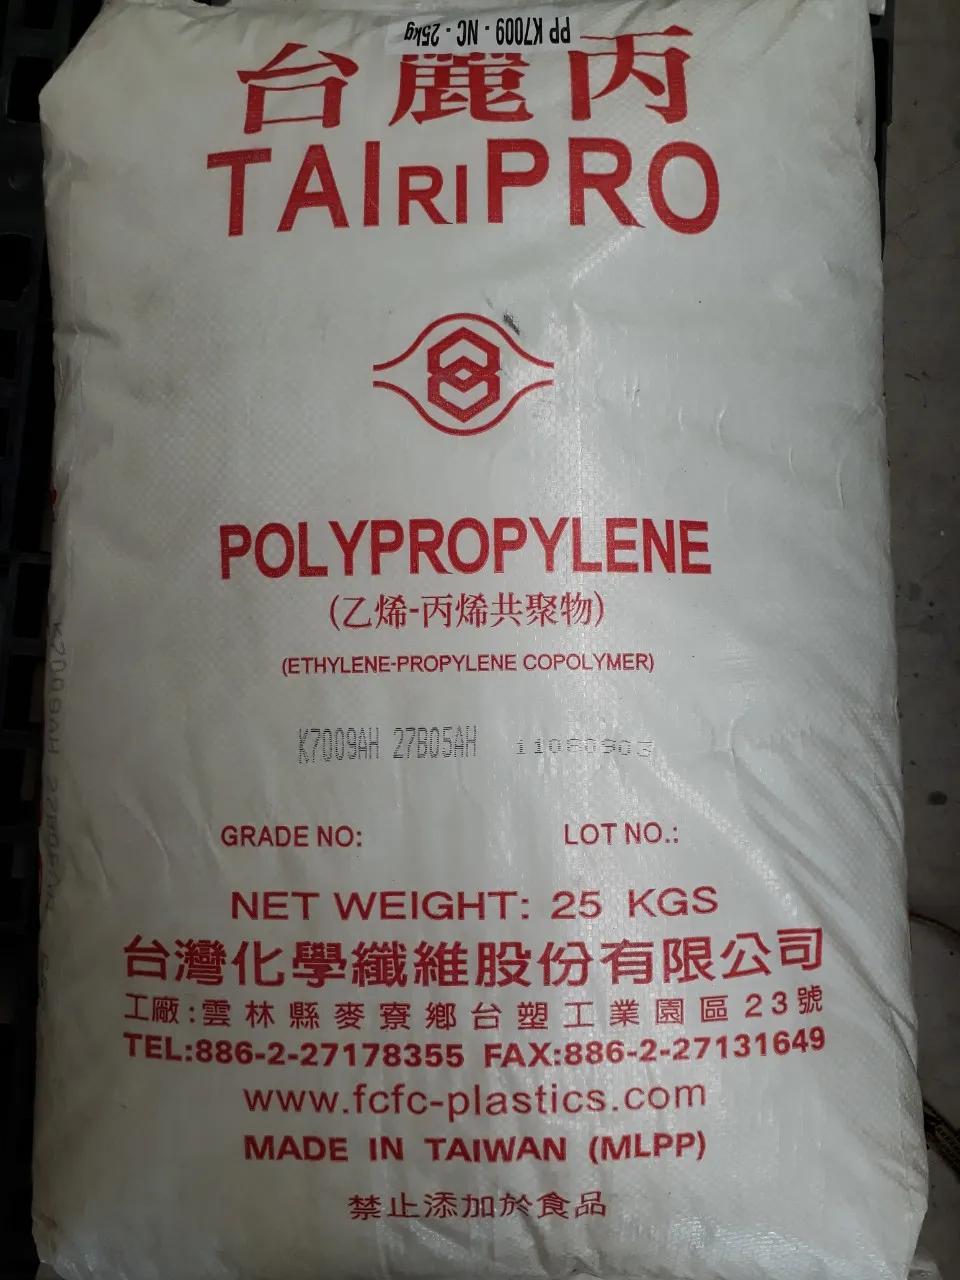 PP K7009 - NC - 25kg
台麗丙
TAIRIPRO
POLYPROPYLENE
(乙烯-丙烯共聚物)
(ETHYLENE-PROPYLENE COPOLYMER)
K7009AH 27B05AH 11080903
GRADE NO: LOT NO.:
NET WEIGHT: 25 KGS
台灣化學纖維股份有限公司
工廠:雲林縣麥寮鄉台塑工業園區23號
TEL:886-2-27178355 FAX:886-2-27131649
www.fcfc-plastics.com
MADE IN TAIWAN (MLPP)
禁止添加於食品